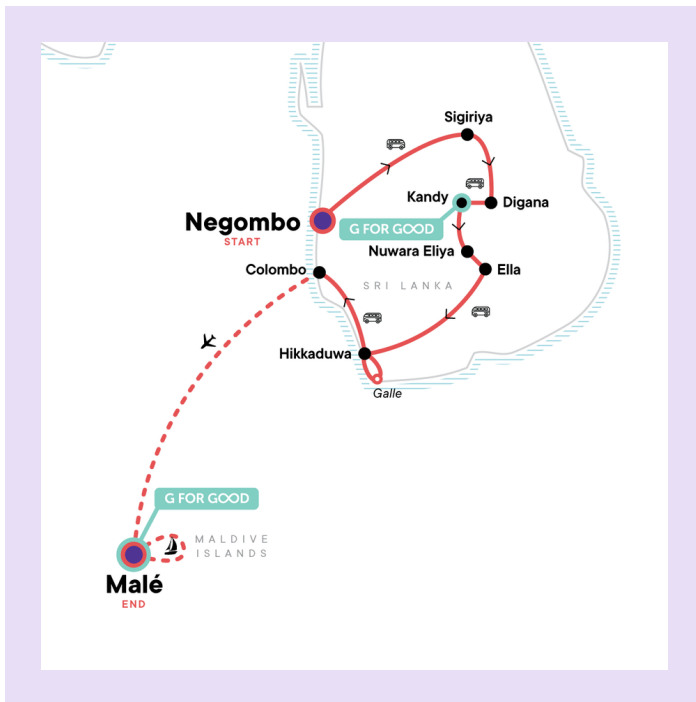 Sigiriya
Kandy
Digana
Negombo
START
G FOR GOOD
Nuwara Eliya
Colombo
Ella
SRI LANKA
Hikkaduwa
Galle
G FOR GOOD
MALDIVE
ISLANDS
Malé
END